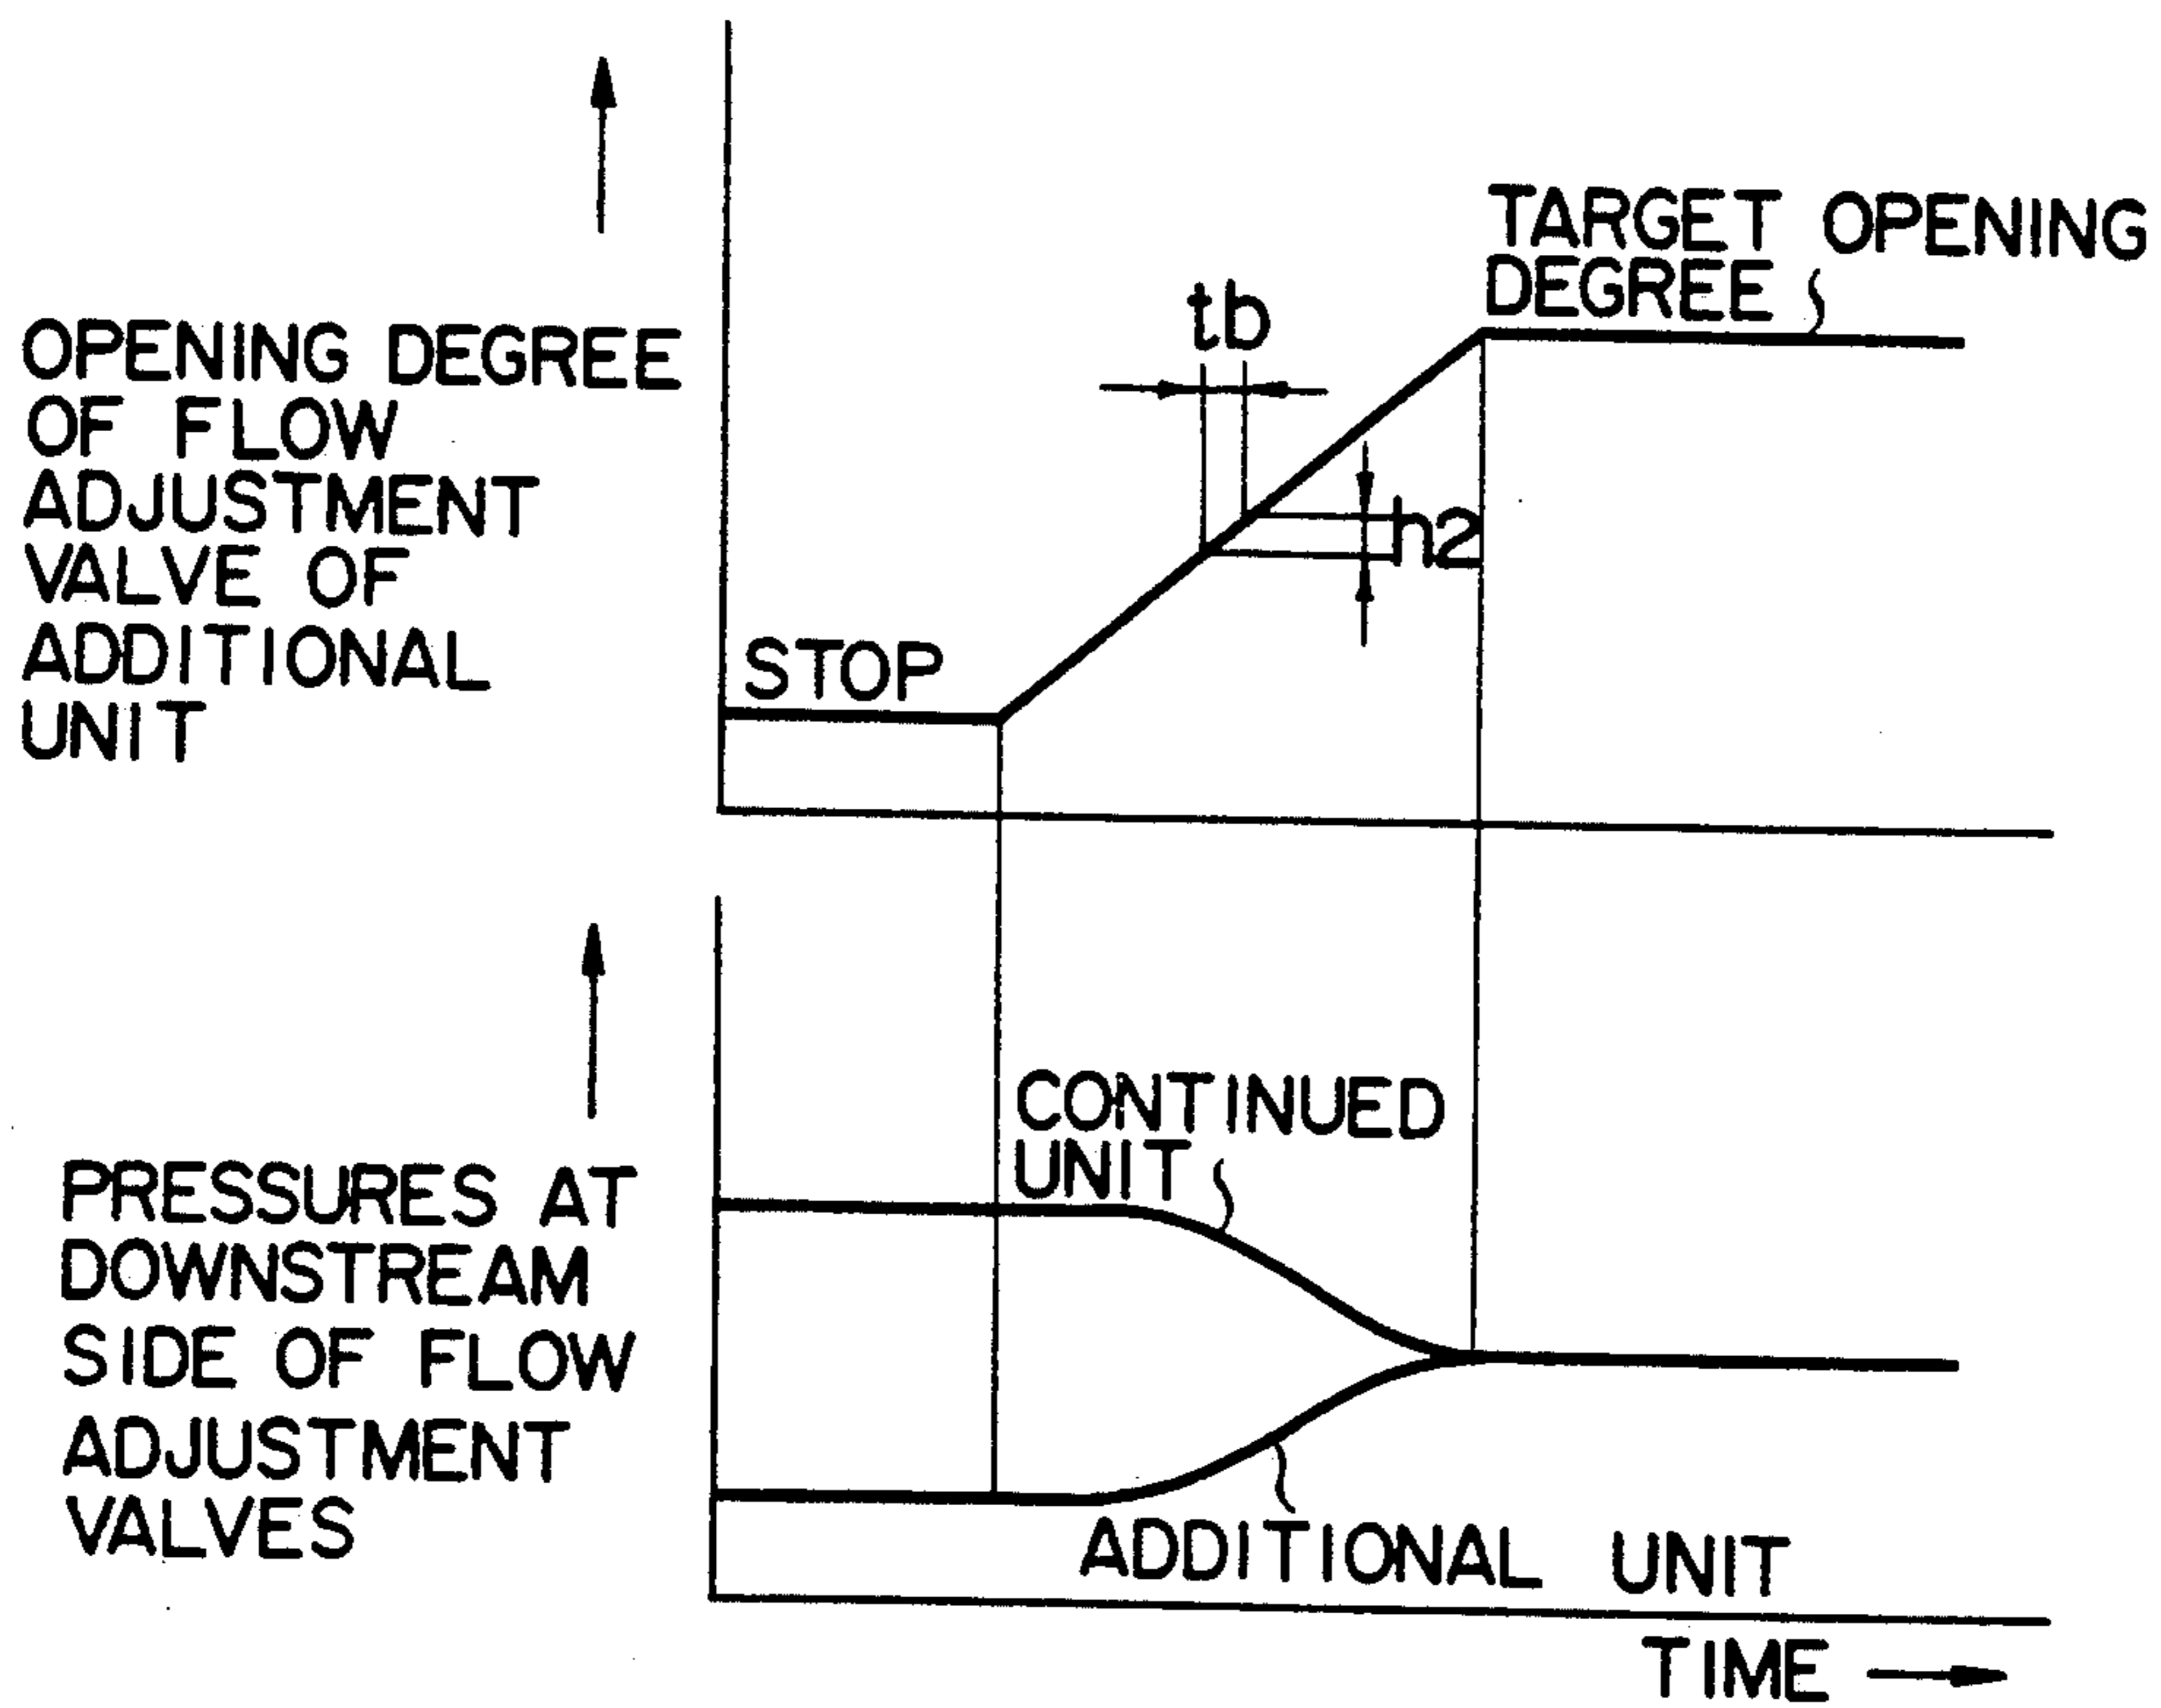 OPENING DEGREE
OF FLOW
ADJUSTMENT
VALVE OF
ADDITIONAL
UNIT
TARGET OPENING
DEGREE
tb
h2
STOP
PRESSURES AT
DOWNSTREAM
SIDE OF FLOW
ADJUSTMENT
VALVES
CONTINUED
UNIT
ADDITIONAL UNIT
TIME